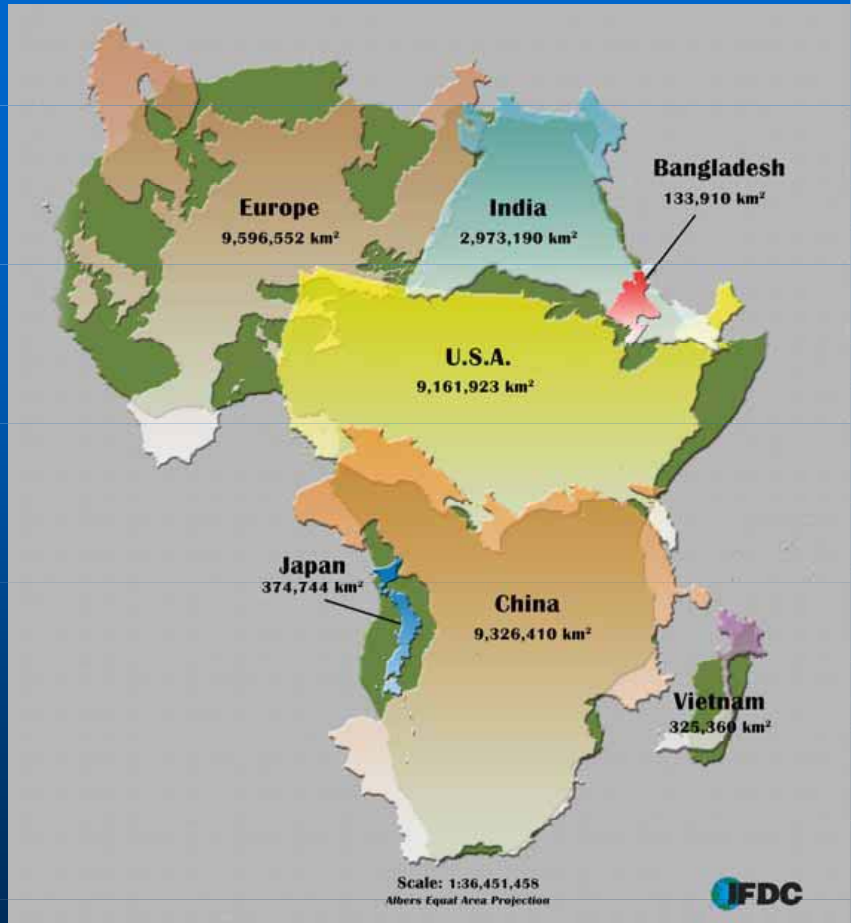 Europe
9,596,552 km²
India
2,973,190 km²
Bangladesh
133,910 km²
U.S.A.
9,161,923 km²
Japan
374,744 km²
China
9,326,410 km²
Vietnam
325,360 km²
Scale: 1:36,451,458
Albers Equal Area Projection
IFDC